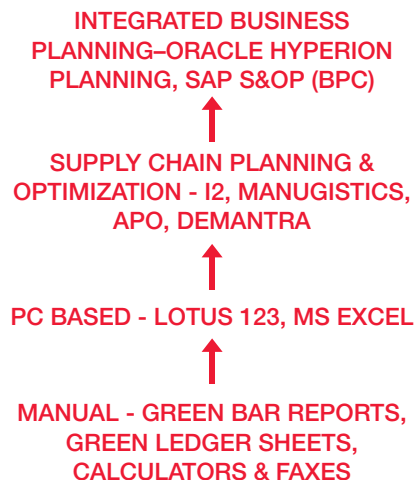 INTEGRATED BUSINESS
PLANNING–ORACLE HYPERION
PLANNING, SAP S&OP (BPC)
SUPPLY CHAIN PLANNING &
OPTIMIZATION - I2, MANUGISTICS,
APO, DEMANTRA
PC BASED - LOTUS 123, MS EXCEL
MANUAL - GREEN BAR REPORTS,
GREEN LEDGER SHEETS,
CALCULATORS & FAXES